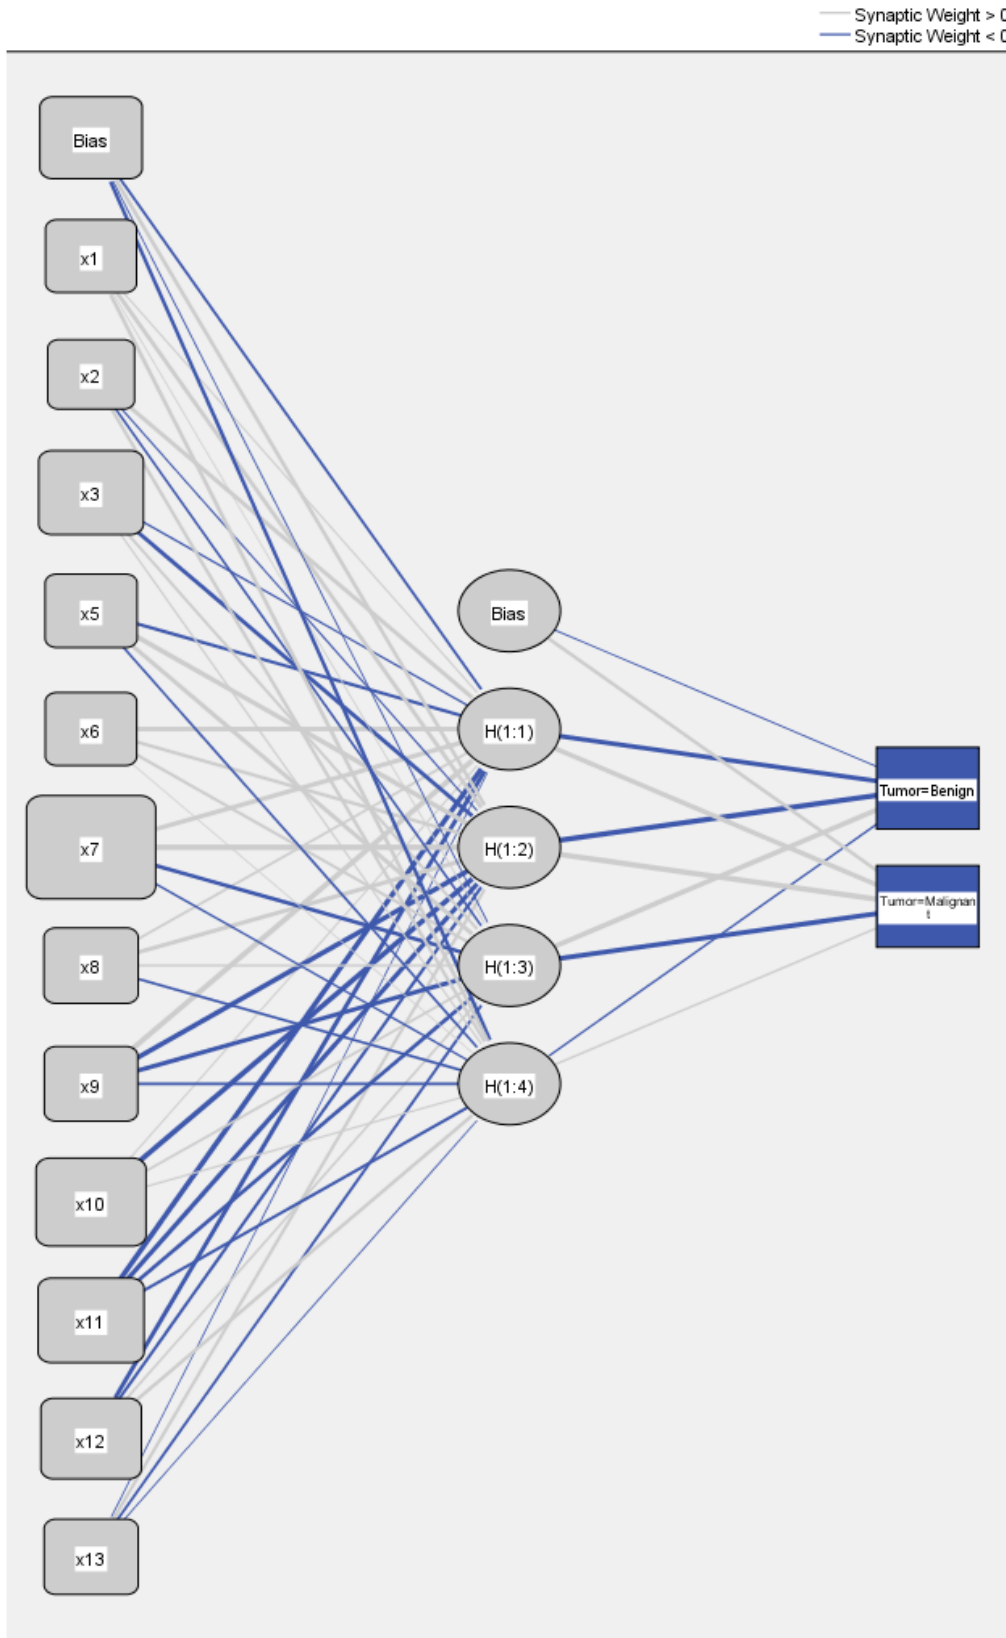 Synaptic Weight > 0
Synaptic Weight < 0
Bias
x1
x2
x3
x5
x6
x7
x8
x9
x10
x11
x12
x13
Bias
H(1:1)
H(1:2)
H(1:3)
H(1:4)
Tumor=Benign
Tumor=Malignan
t